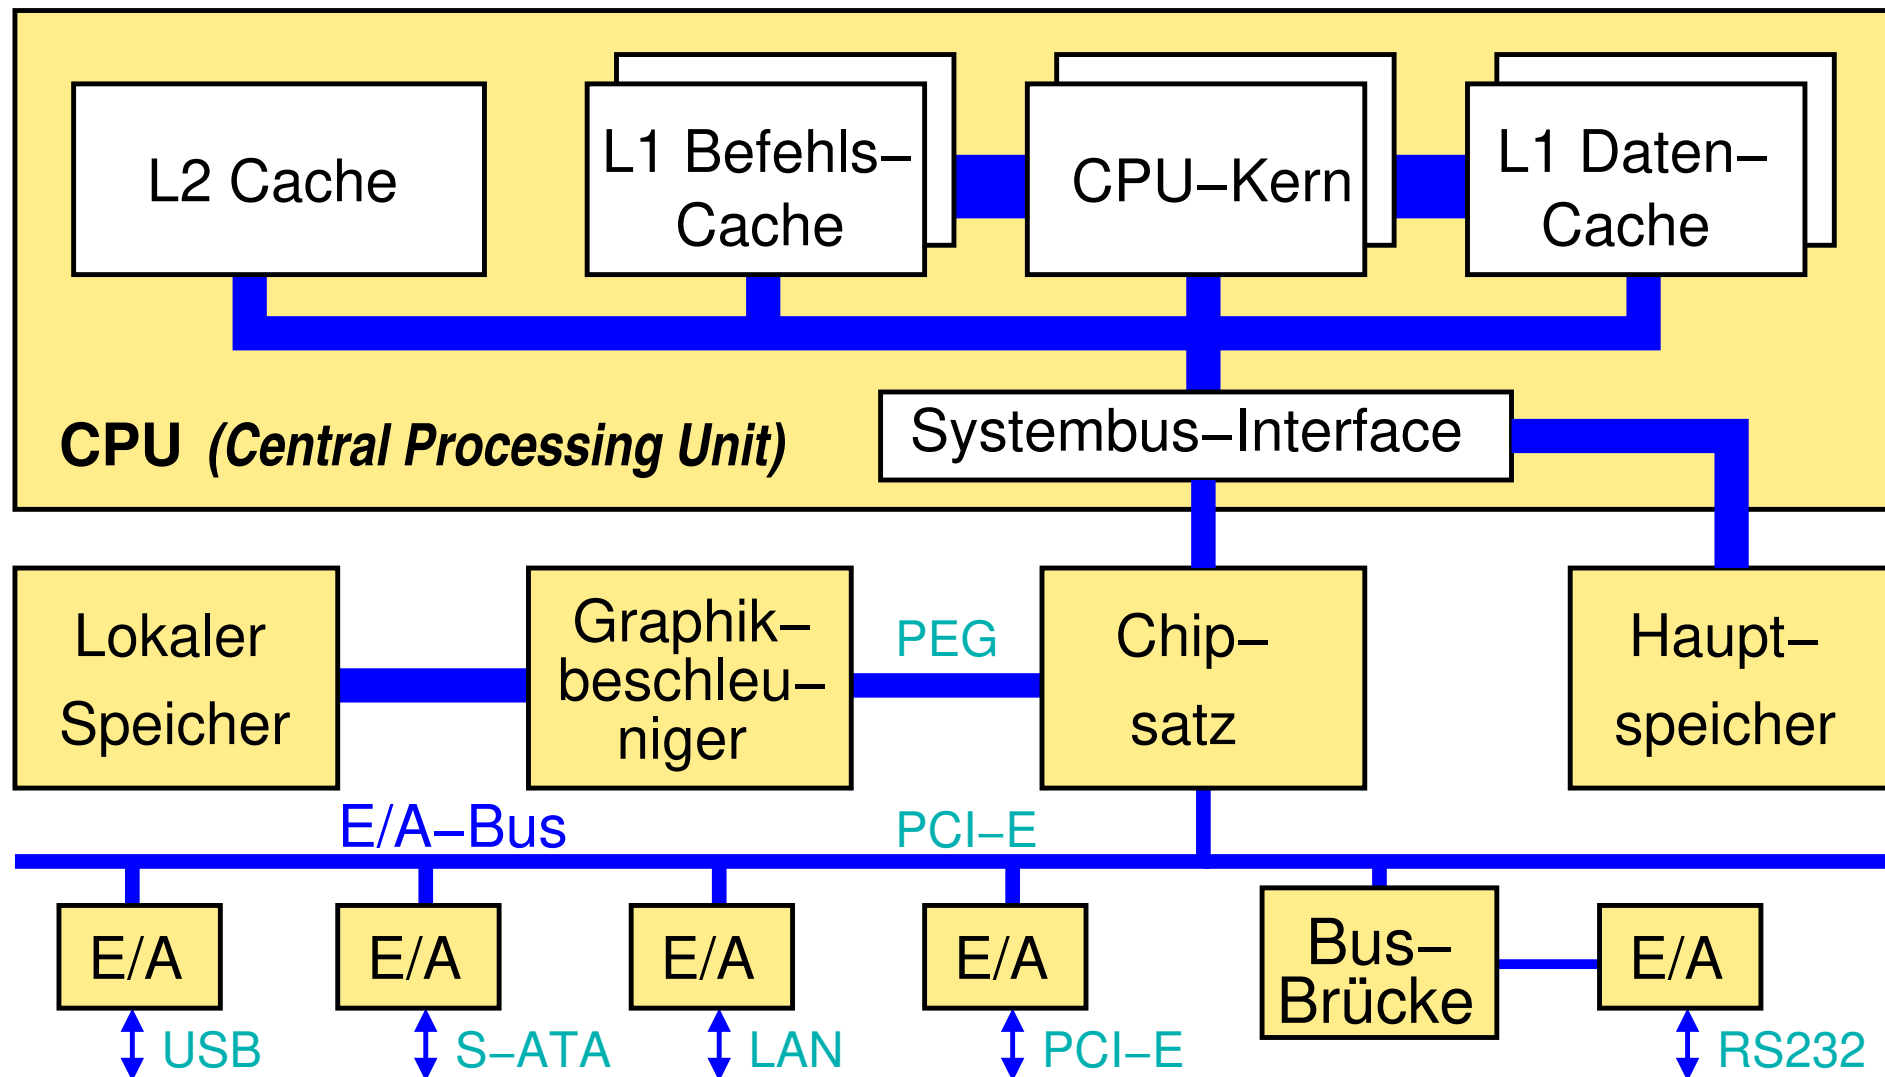 L2 Cache
L1 Befehls–
Cache
CPU–Kern
L1 Daten–
Cache
CPU (Central Processing Unit)
Systembus–Interface
Lokaler
Speicher
Graphik–
beschleu–
niger
PEG
Chip–
satz
Haupt–
speicher
E/A–Bus
PCI–E
E/A
E/A
E/A
E/A
Bus–
Brücke
E/A
USB
S–ATA
LAN
PCI–E
RS232